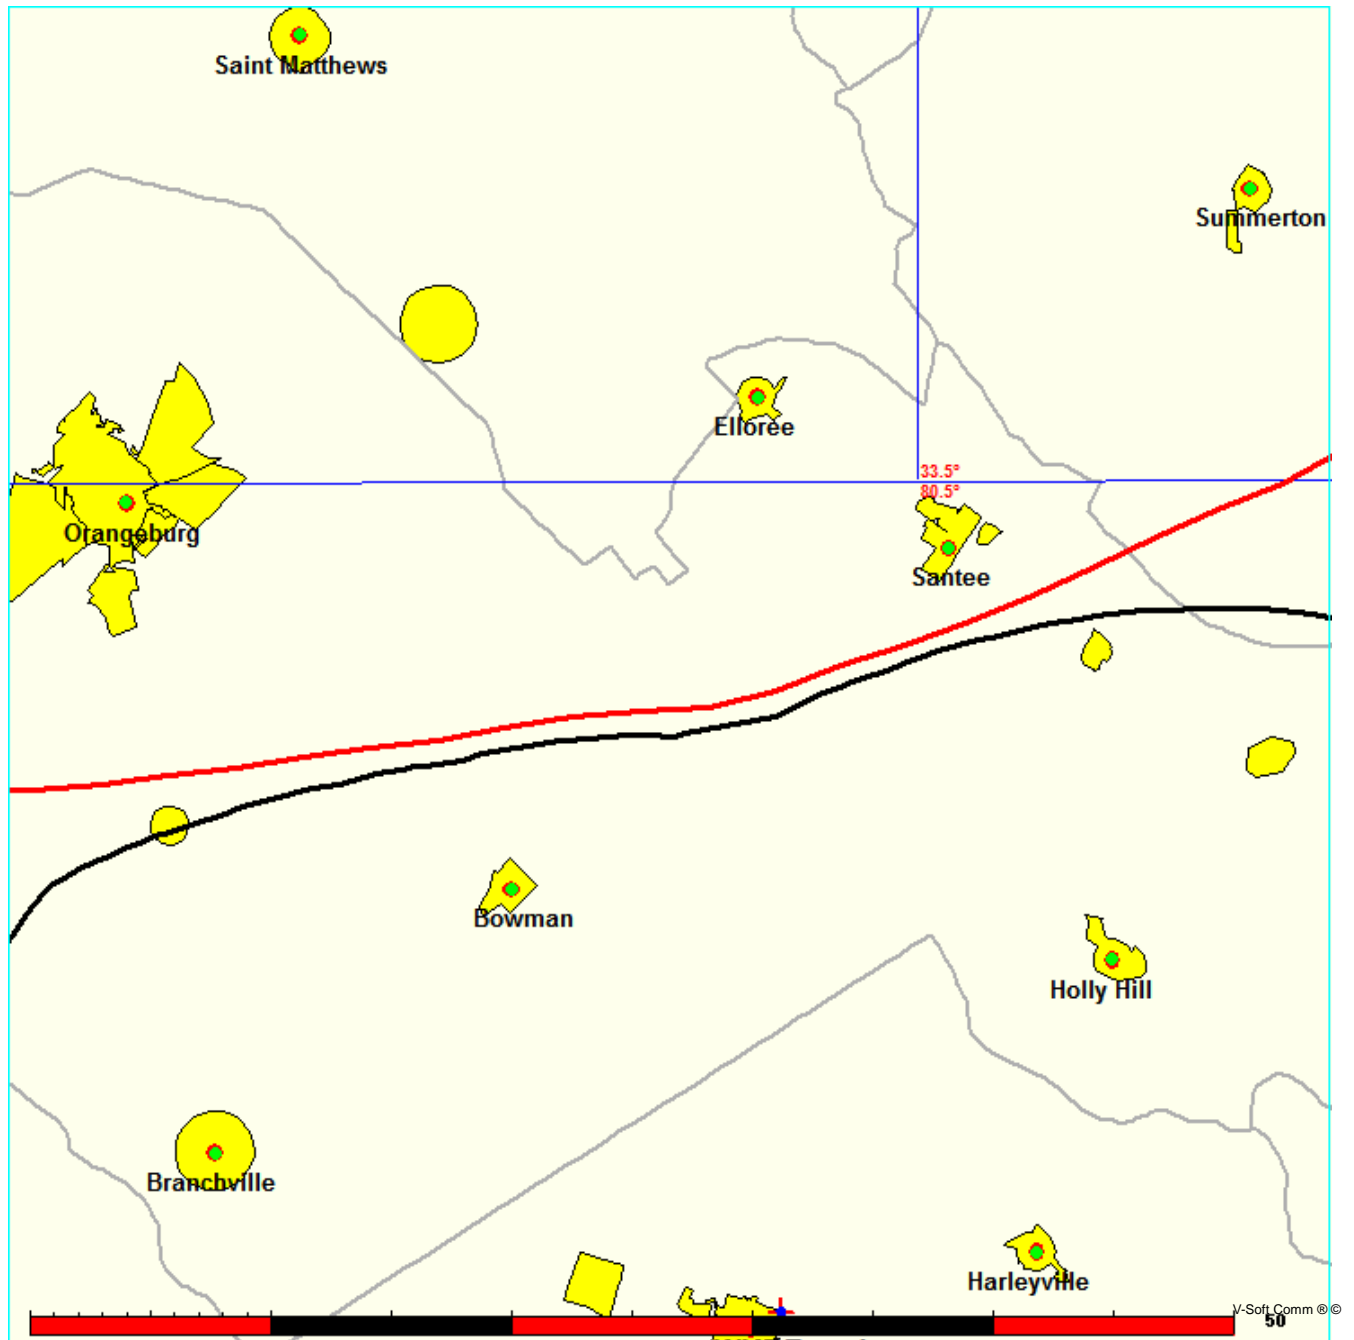 Saint Matthews
Summerton
Elloree
33.5°
80.5°
Orangeburg
Santee
Bowman
Holly Hill
Branchville
Harleyville
V-Soft Comm ® ©
50